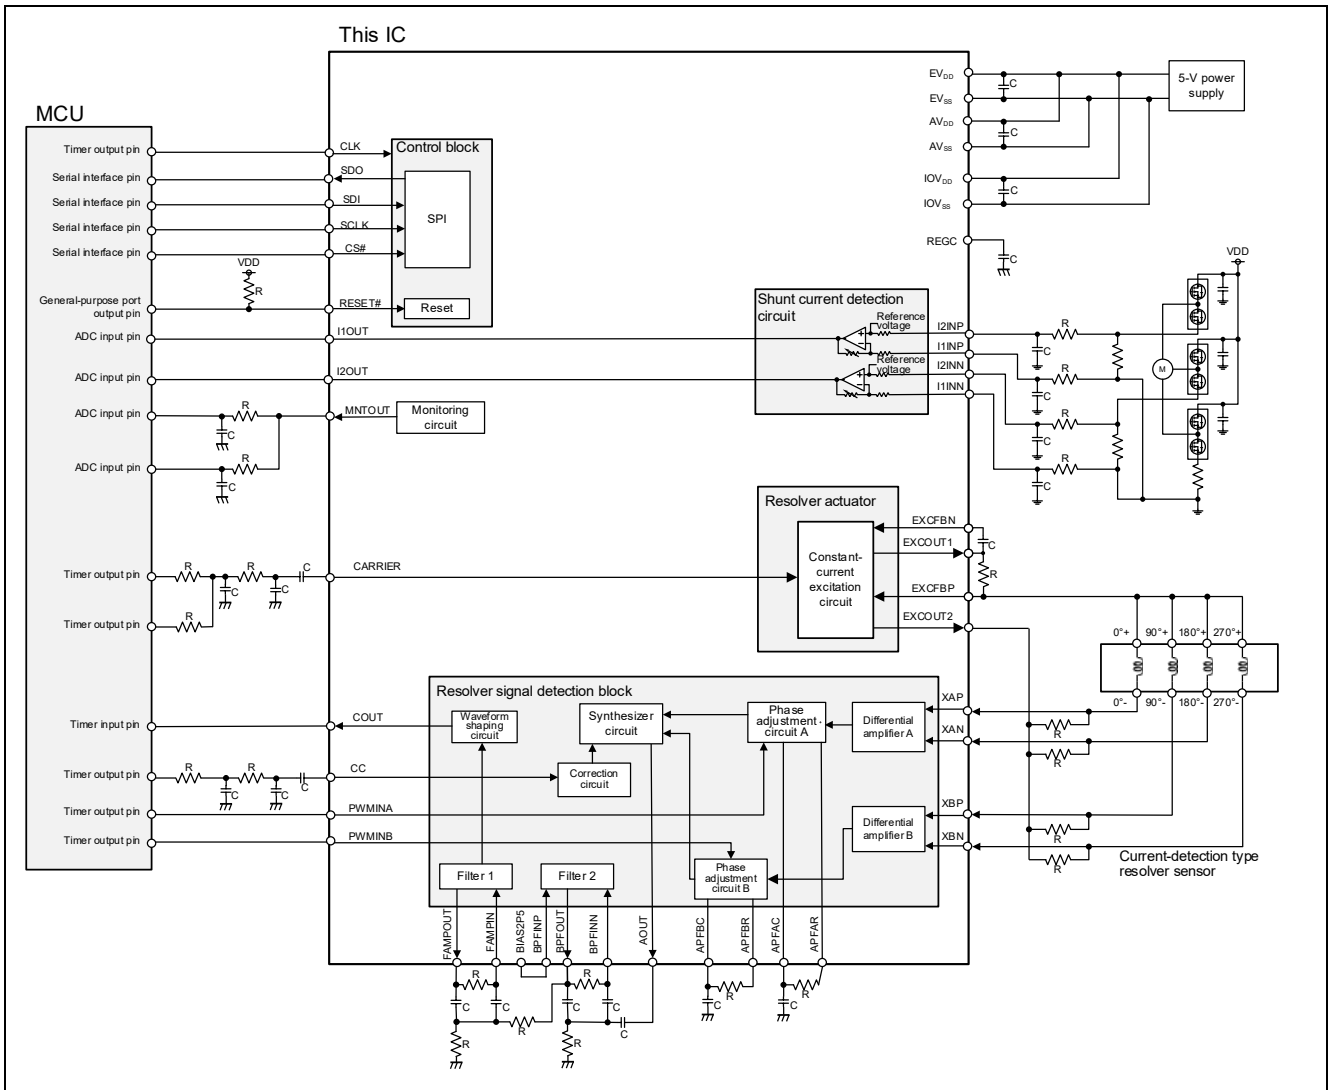 This IC
MCU
Timer output pin
Serial interface pin
Serial interface pin
Serial interface pin
Serial interface pin
General-purpose port
output pin
ADC input pin
ADC input pin
ADC input pin
ADC input pin
Timer output pin
Timer output pin
Timer input pin
Timer output pin
Timer output pin
Timer output pin
VDD
R
R
C
R
C
R
R
C
R
C
C
R
R
C
R
C
C
CLK
SDO
SDI
SCLK
CS#
RESET#
I1OUT
I2OUT
MNTOUT
CARRIER
COUT
CC
PWMINA
PWMINB
Control block
SPI
Reset
Monitoring
circuit
Shunt current detection
circuit
Reference
voltage
Reference
voltage
EVDD
EVSS
AVDD
AVSS
IOVDD
IOVSS
REGC
C
C
C
C
5-V power
supply
I2INP
I1INP
I2INN
I1INN
R
C
R
C
R
C
R
C
VDD
M
Resolver actuator
Constant-
current
excitation
circuit
EXCFBN
EXCOUT1
EXCFBP
EXCOUT2
C
R
0°+ 90°+ 180°+ 270°+
0°- 90°- 180°- 270°-
Resolver signal detection block
Waveform
shaping
circuit
Synthesizer
circuit
Phase
adjustment
circuit A
Differential
amplifier A
Correction
circuit
Differential
amplifier B
Phase
adjustment
circuit B
Filter 1
Filter 2
XAP
XAN
XBP
XBN
R
R
R
R
Current-detection type
resolver sensor
FAMPOUT
FAMPIN
BIAS2P5
BPFINP
BPFOUT
BPFINN
AOUT
APFBC
APFBR
APFAC
APFAR
R
C
C
R
R
R
C
C
C
R
R
C
R
C